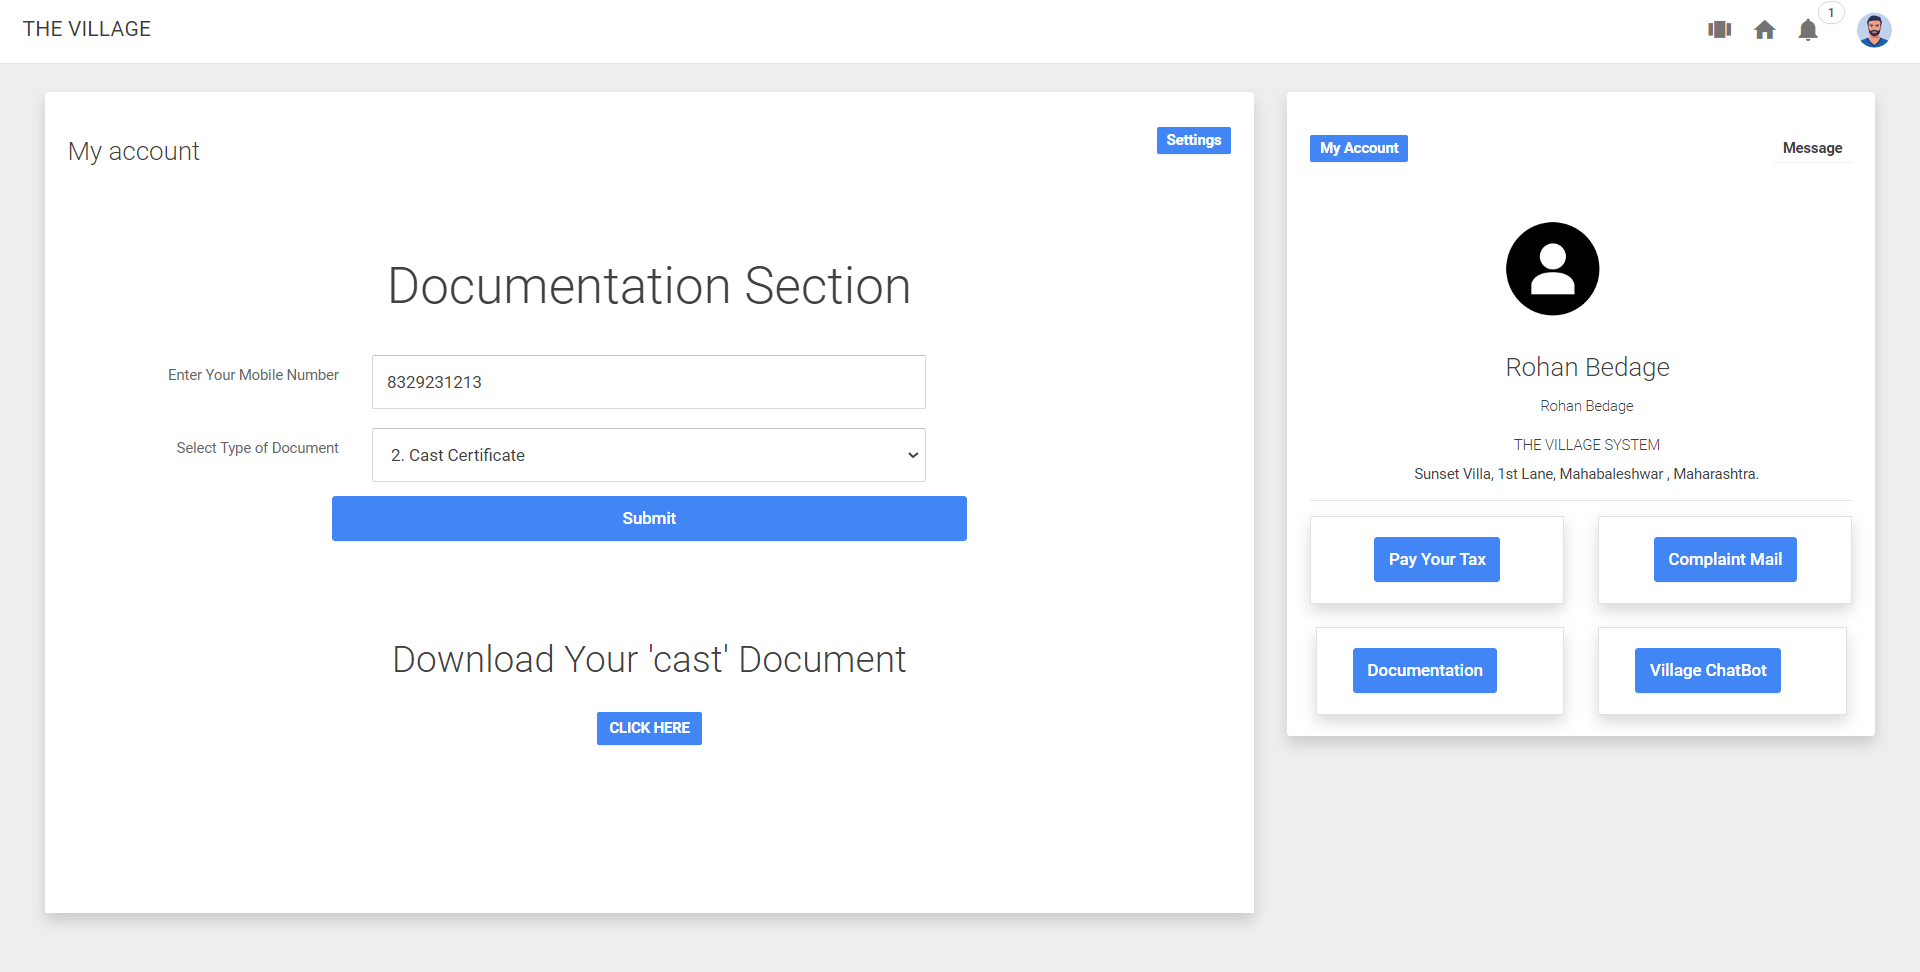 THE VILLAGE
1
My account
Settings
Documentation Section
Enter Your Mobile Number
8329231213
Select Type of Document
2. Cast Certificate
Submit
Download Your 'cast' Document
CLICK HERE
My Account
Message
Rohan Bedage
Rohan Bedage
THE VILLAGE SYSTEM
Sunset Villa, 1st Lane, Mahabaleshwar , Maharashtra.
Pay Your Tax
Complaint Mail
Documentation
Village ChatBot